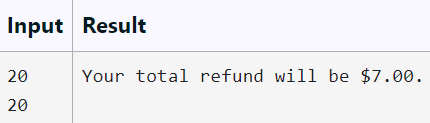 Input Result
20 Your total refund will be $7.00.
20